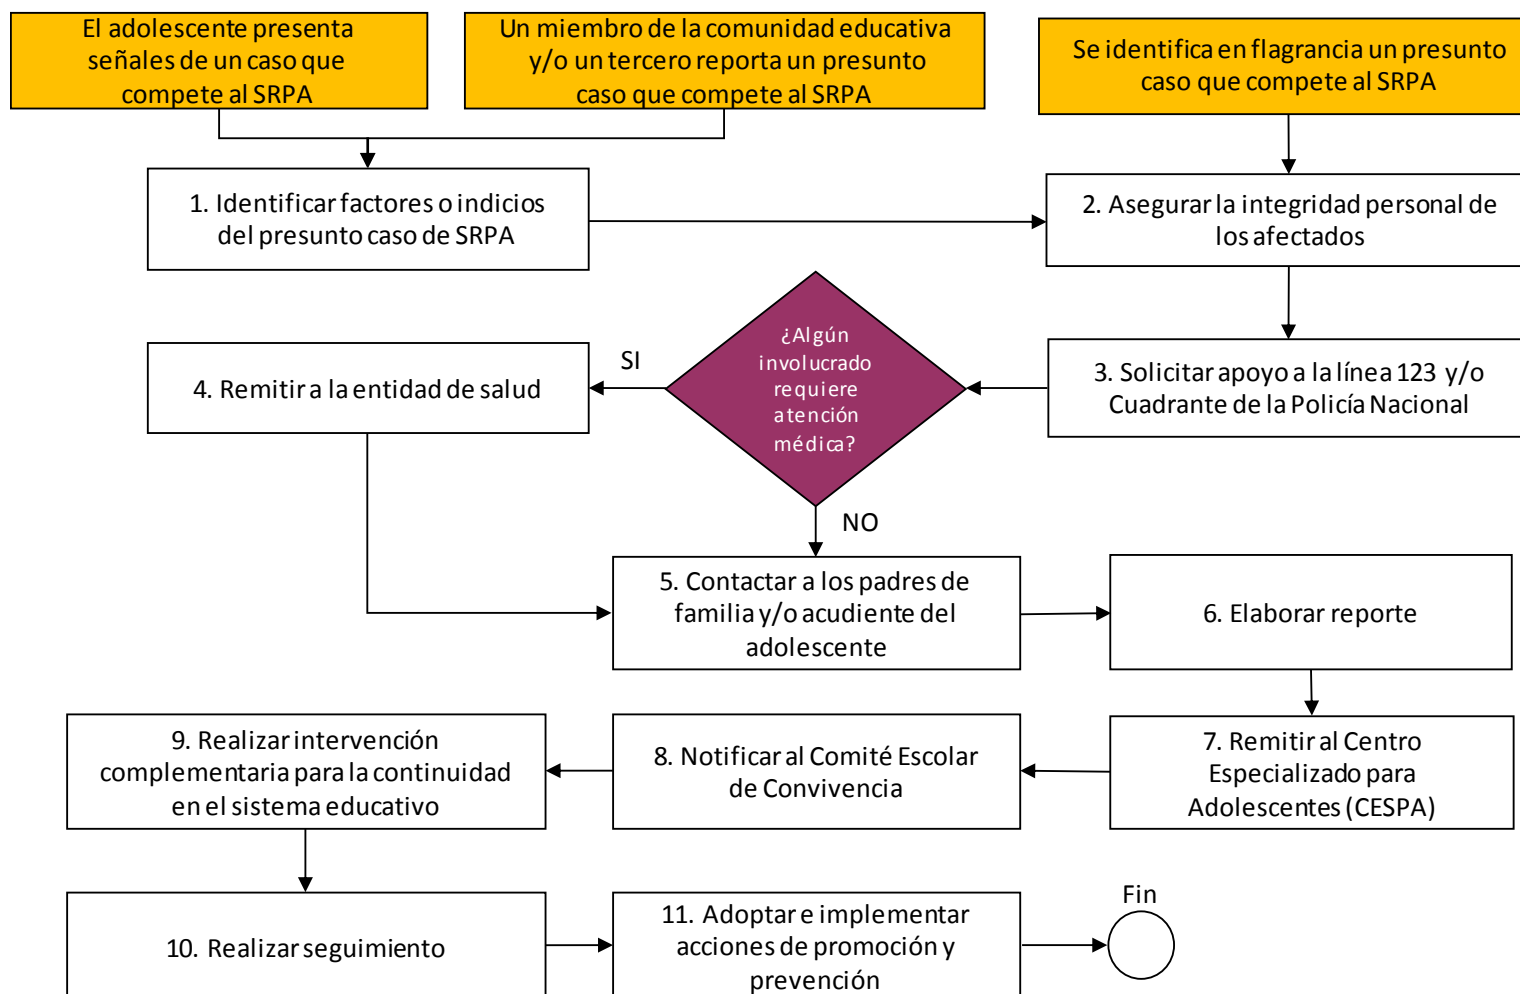 El adolescente presenta
señales de un caso que
compete al SRPA
Un miembro de la comunidad educativa
y/o un tercero reporta un presunto
caso que compete al SRPA
Se identifica en flagrancia un presunto
caso que compete al SRPA
1. Identificar factores o indicios
del presunto caso de SRPA
2. Asegurar la integridad personal de
los afectados
3. Solicitar apoyo a la línea 123 y/o
Cuadrante de la Policía Nacional
¿Algún
involucrado
requiere
atención
médica?
SI
4. Remitir a la entidad de salud
NO
5. Contactar a los padres de
familia y/o acudiente del
adolescente
6. Elaborar reporte
7. Remitir al Centro
Especializado para
Adolescentes (CESPA)
8. Notificar al Comité Escolar
de Convivencia
9. Realizar intervención
complementaria para la continuidad
en el sistema educativo
10. Realizar seguimiento
11. Adoptar e implementar
acciones de promoción y
prevención
Fin